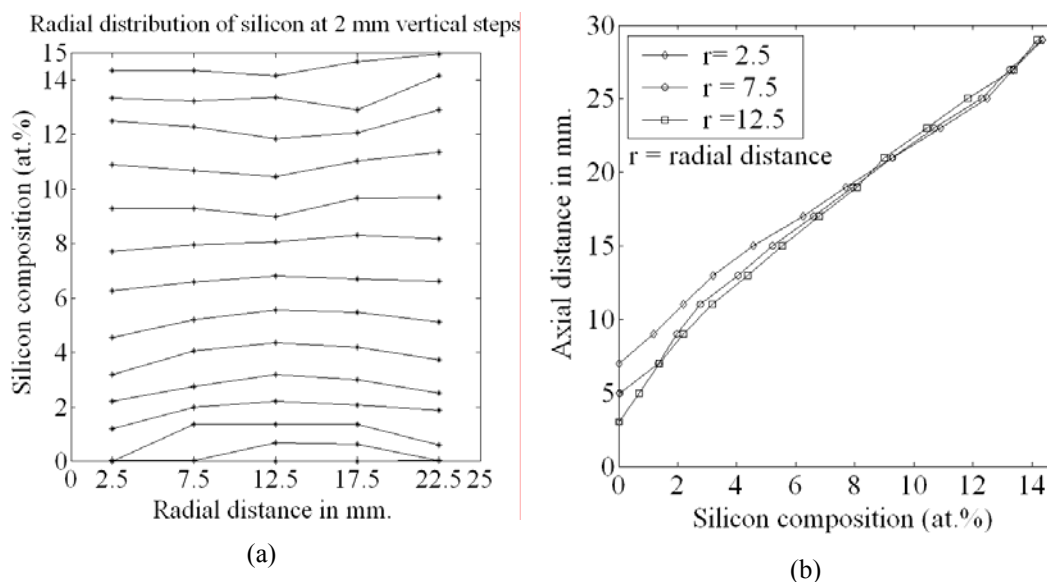 Radial distribution of silicon at 2 mm vertical steps
15
14
12
10
8
6
4
2
0
Silicon composition (at.%)
0 2.5 7.5 12.5 17.5 22.5 25
Radial distance in mm.
(a)
30
25
20
15
10
5
0
Axial distance in mm.
r= 2.5
r= 7.5
r =12.5
r = radial distance
0 2 4 6 8 10 12 14
Silicon composition (at.%)
(b)